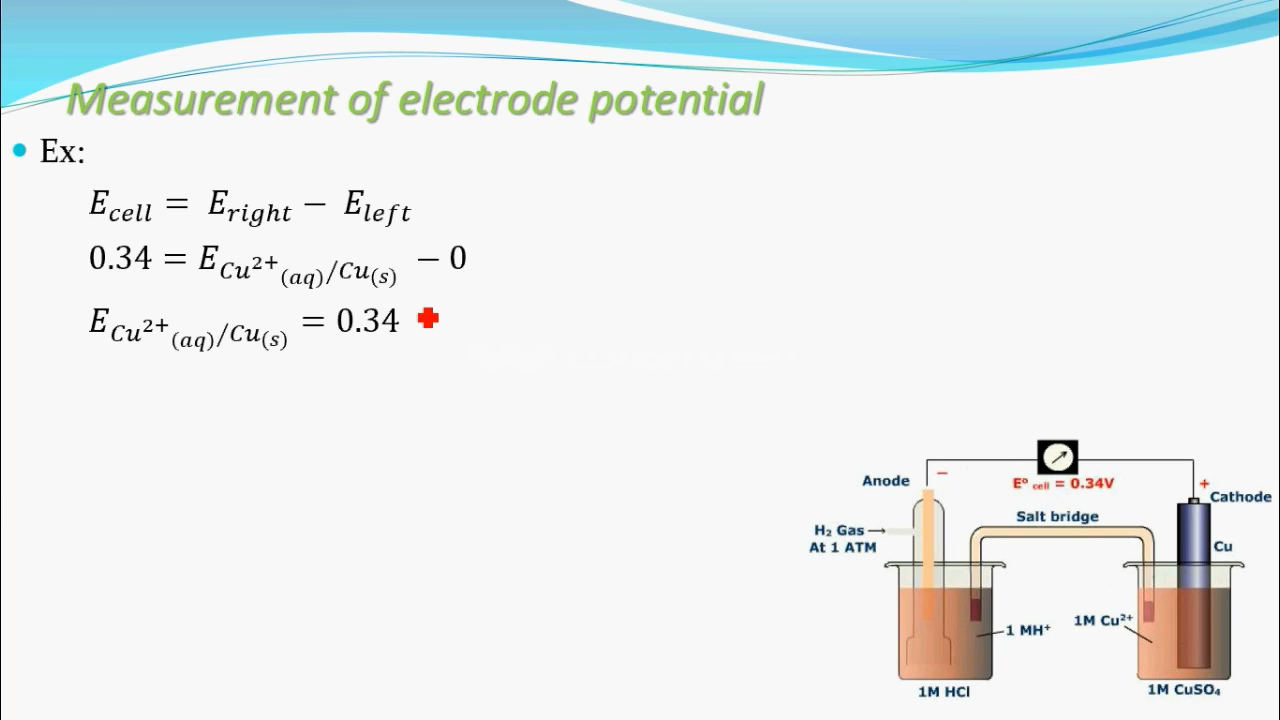 Measurement of electrode potential
Ex:
E_cell = E_right − E_left
0.34 = E_Cu²⁺(aq)/Cu(s) − 0
E_Cu²⁺(aq)/Cu(s) = 0.34
−
Anode
E° cell = 0.34V
+
Cathode
Salt bridge
H₂ Gas
At 1 ATM
Cu
1M Cu²⁺
1 MH⁺
1M HCl
1M CuSO₄